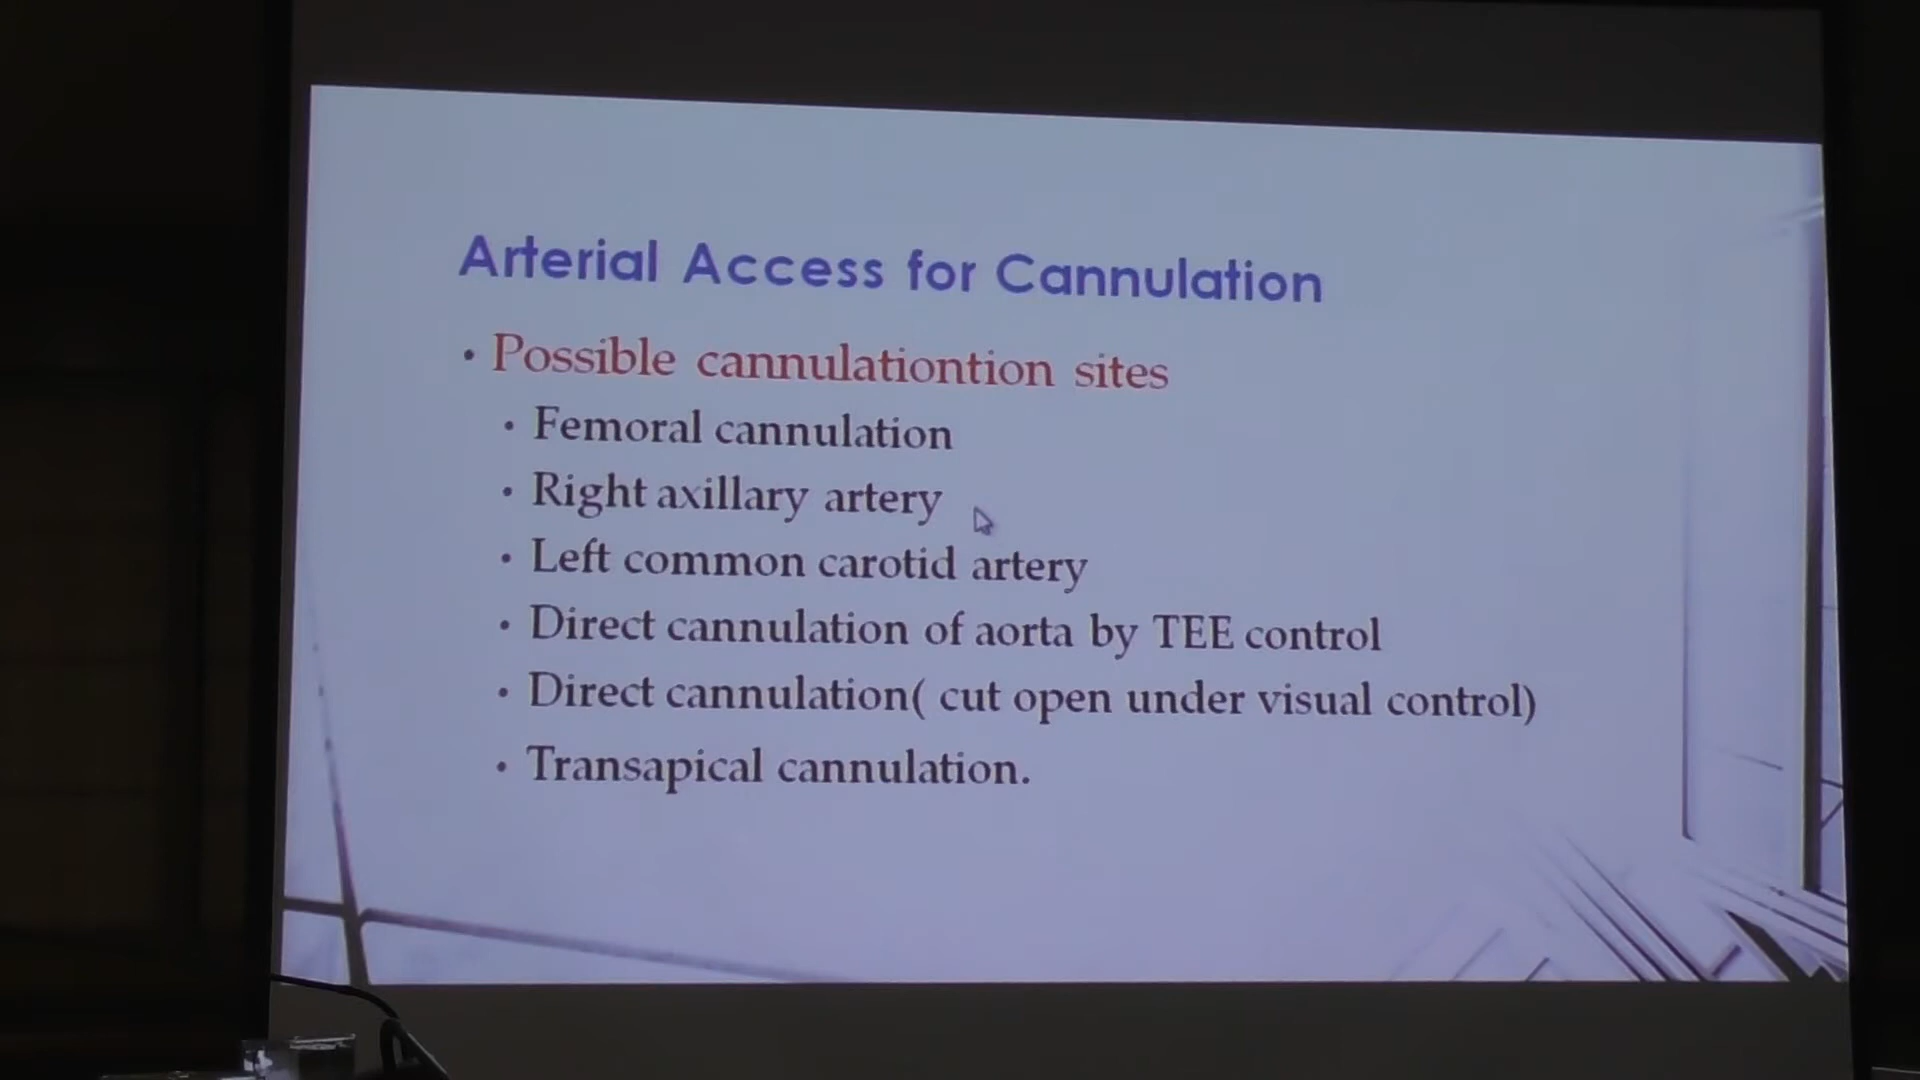 Arterial Access for Cannulation
• Possible cannulationtion sites
• Femoral cannulation
• Right axillary artery
• Left common carotid artery
• Direct cannulation of aorta by TEE control
• Direct cannulation( cut open under visual control)
• Transapical cannulation.